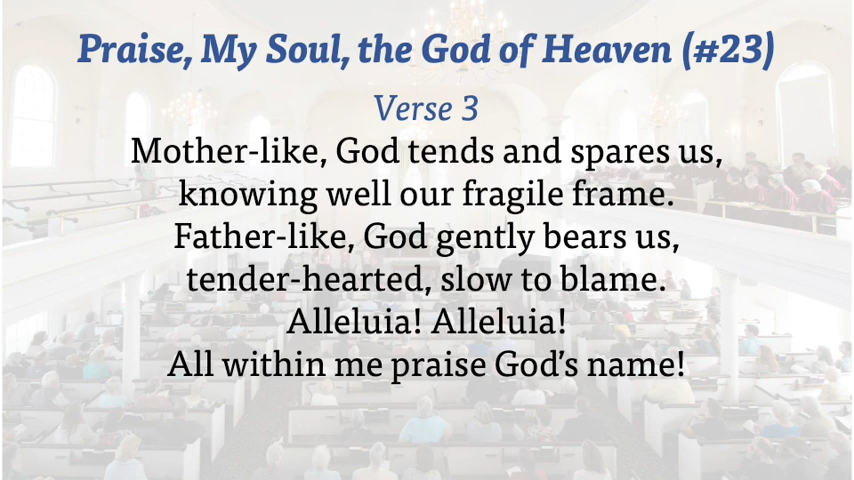 Praise, My Soul, the God of Heaven (#23)
Verse 3
Mother-like, God tends and spares us,
knowing well our fragile frame.
Father-like, God gently bears us,
tender-hearted, slow to blame.
Alleluia! Alleluia!
All within me praise God’s name!